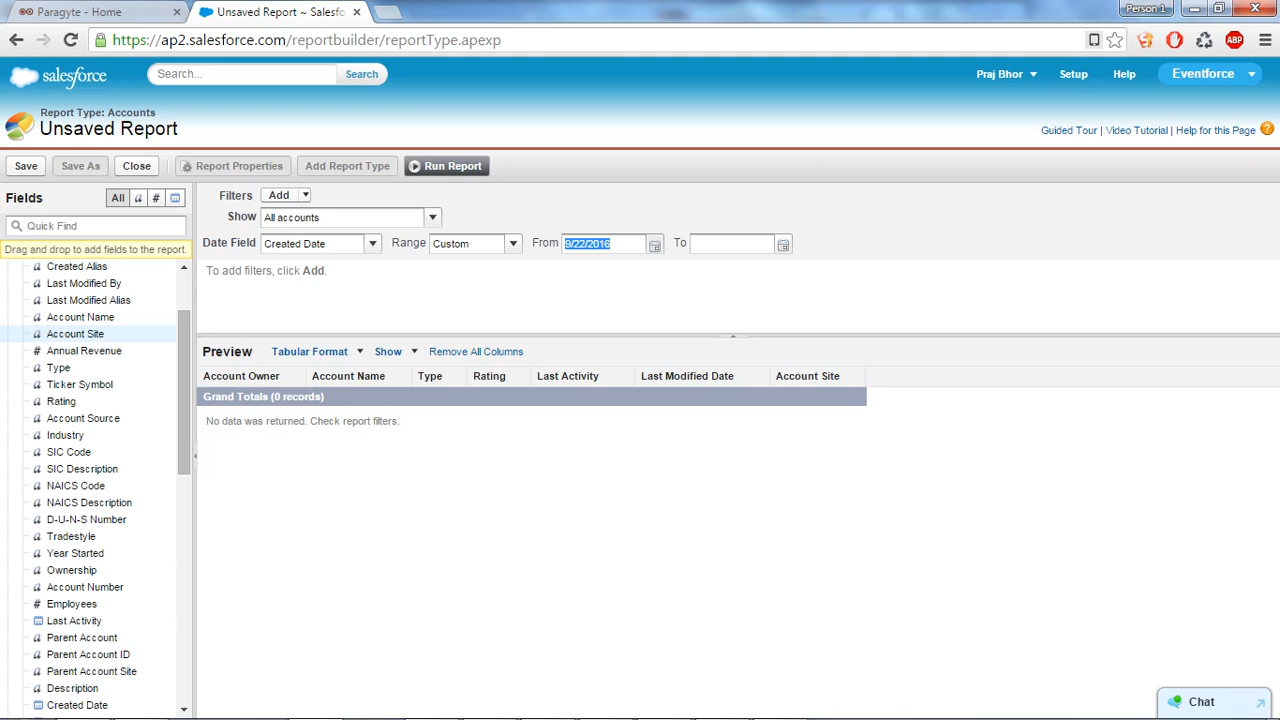 Paragyte - Home
Unsaved Report ~ Salesfo
Person 1
https://ap2.salesforce.com/reportbuilder/reportType.apexp
ABP
salesforce
Search...
Search
Praj Bhor
Setup
Help
Eventforce
Report Type: Accounts
Unsaved Report
Guided Tour | Video Tutorial | Help for this Page
Save
Save As
Close
Report Properties
Add Report Type
Run Report
Fields
All
a
#
Quick Find
Drag and drop to add fields to the report.
a Created Alias
a Last Modified By
a Last Modified Alias
a Account Name
a Account Site
# Annual Revenue
a Type
a Ticker Symbol
a Rating
a Account Source
a Industry
a SIC Code
a SIC Description
a NAICS Code
a NAICS Description
a D-U-N-S Number
a Tradestyle
a Year Started
a Ownership
a Account Number
# Employees
Last Activity
a Parent Account
a Parent Account ID
a Parent Account Site
a Description
Created Date
Filters Add
Show All accounts
Date Field Created Date Range Custom From 9/22/2016 To
To add filters, click Add.
Preview Tabular Format Show Remove All Columns
Account Owner Account Name Type Rating Last Activity Last Modified Date Account Site
Grand Totals (0 records)
No data was returned. Check report filters.
Chat